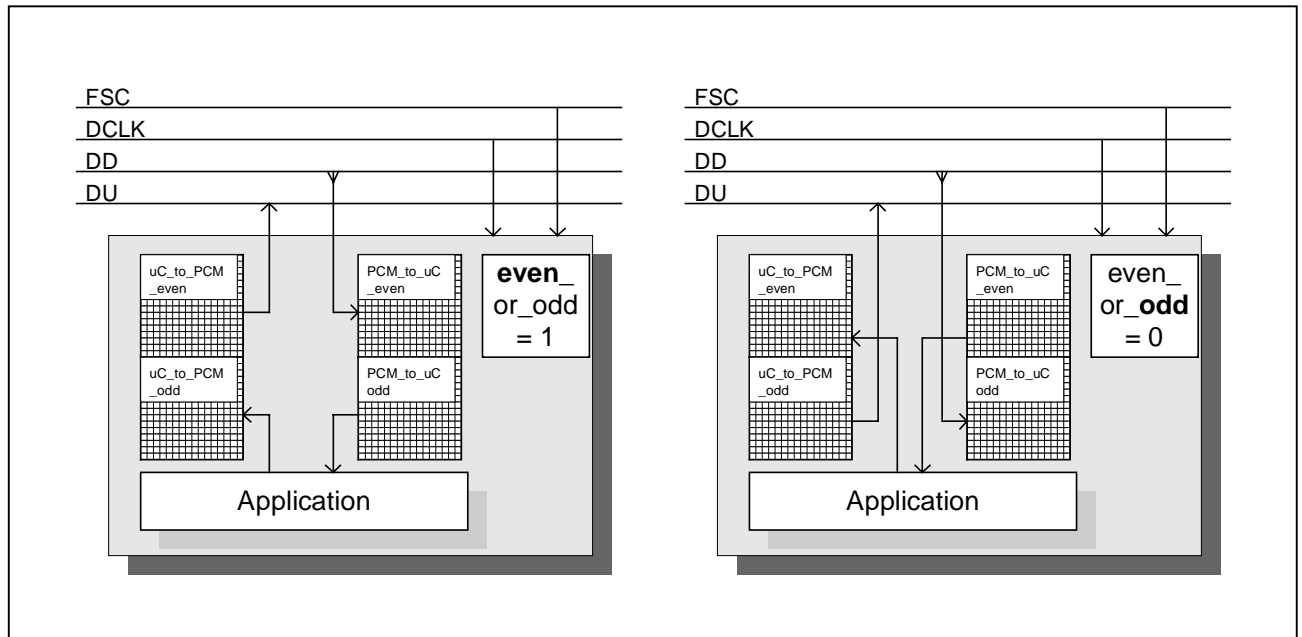 FSC
DCLK
DD
DU
uC_to_PCM
_even
PCM_to_uC
_even
even_
or_odd
= 1
uC_to_PCM
_odd
PCM_to_uC
odd
Application
FSC
DCLK
DD
DU
uC_to_PCM
_even
PCM_to_uC
_even
even_
or_odd
= 0
uC_to_PCM
_odd
PCM_to_uC
odd
Application